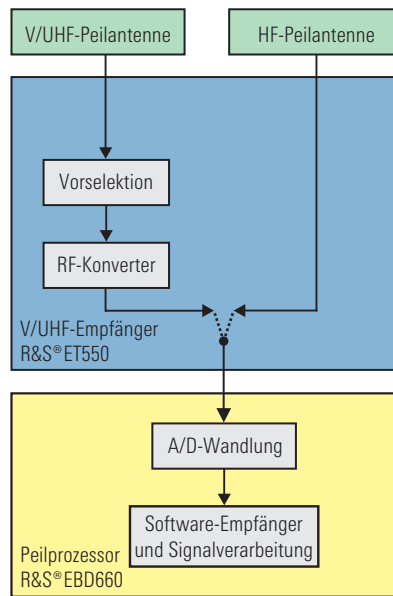 V/UHF-Peilantenne
HF-Peilantenne
Vorselektion
RF-Konverter
V/UHF-Empfänger
R&S®ET550
A/D-Wandlung
Software-Empfänger
und Signalverarbeitung
Peilprozessor
R&S®EBD660